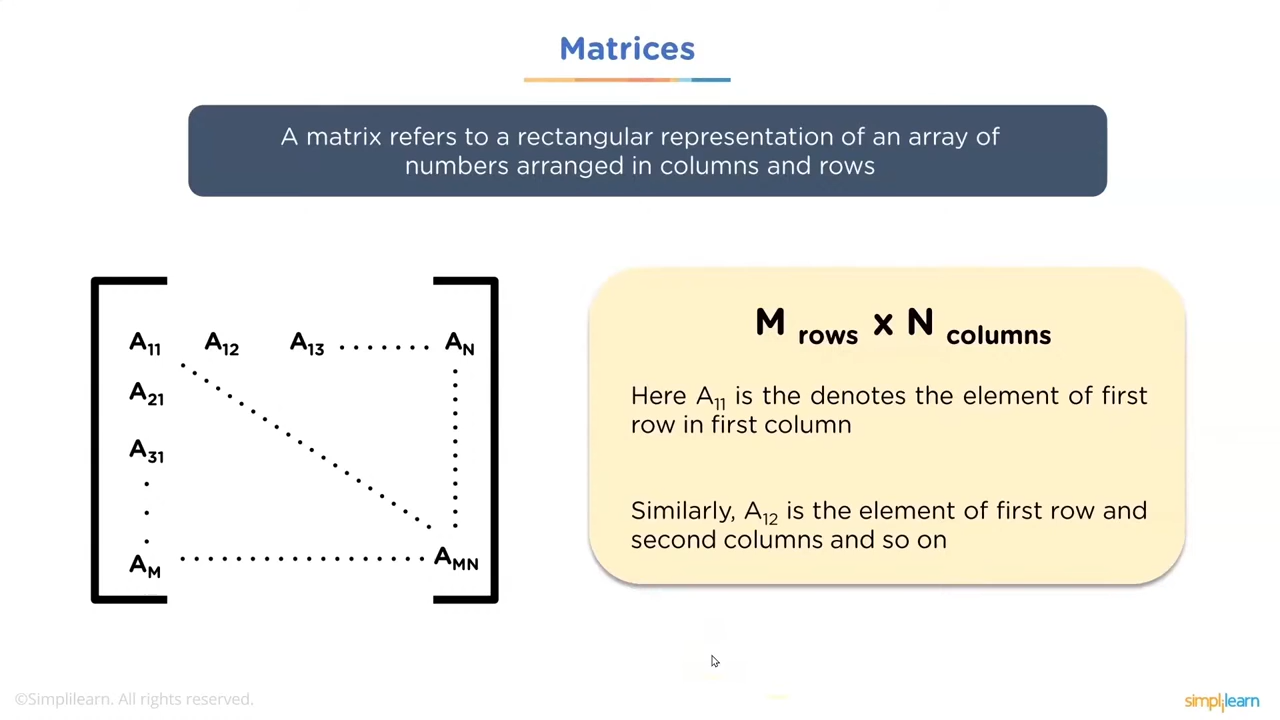 Matrices
A matrix refers to a rectangular representation of an array of
numbers arranged in columns and rows
A11 A12 A13 ....... AN
A21
A31
AM ........................ AMN
M rows x N columns
Here A11 is the denotes the element of first
row in first column
Similarly, A12 is the element of first row and
second columns and so on
©Simplilearn. All rights reserved.
simplilearn